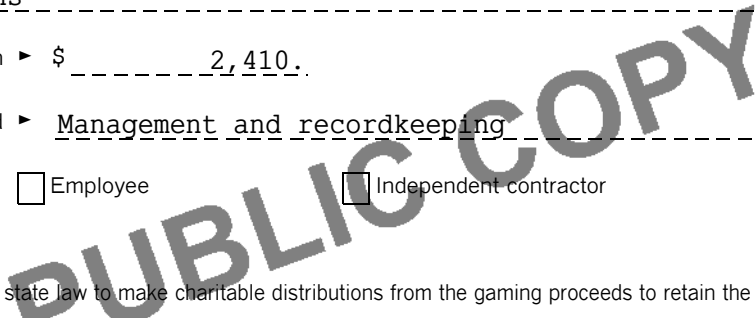 n ► $ 2,410.
d ► Management and recordkeeping
Employee Independent contractor
PUBLIC COPY
state law to make charitable distributions from the gaming proceeds to retain the